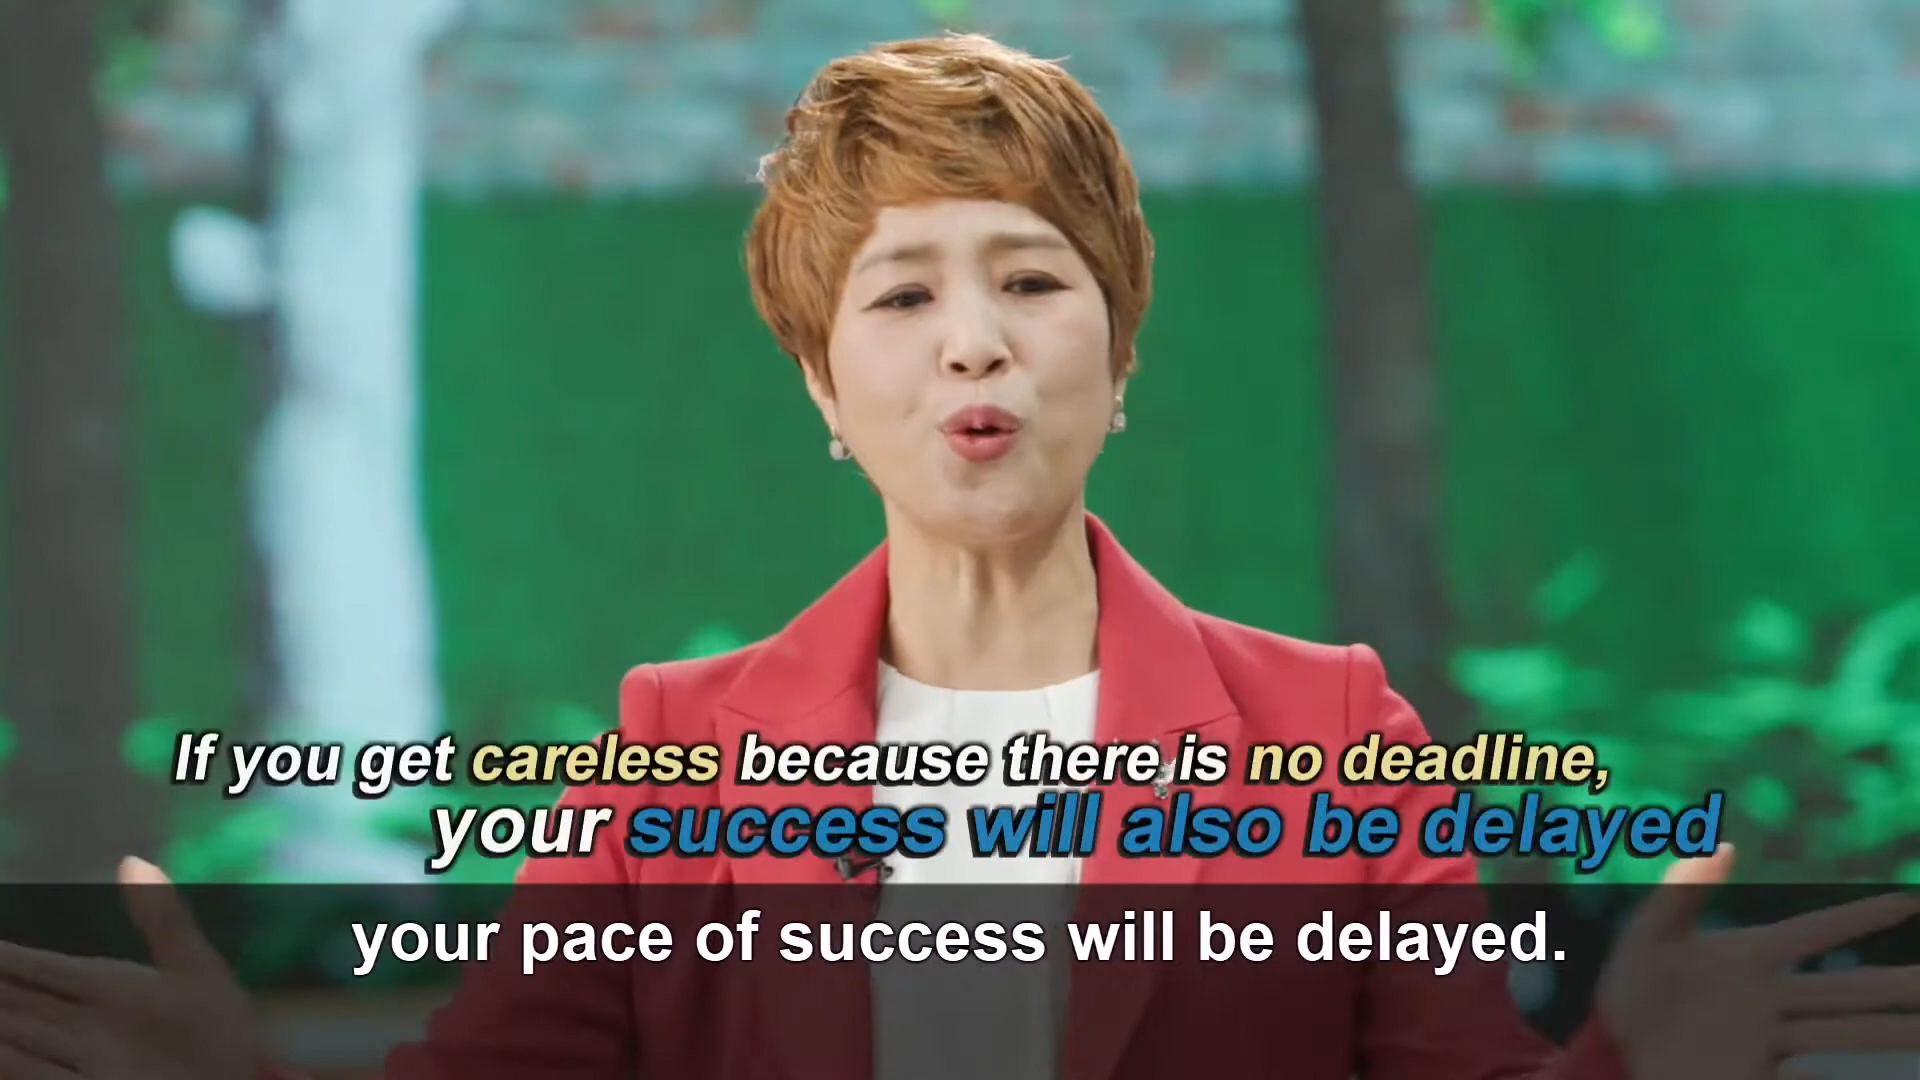 If you get careless because there is no deadline,
your success will also be delayed
your pace of success will be delayed.